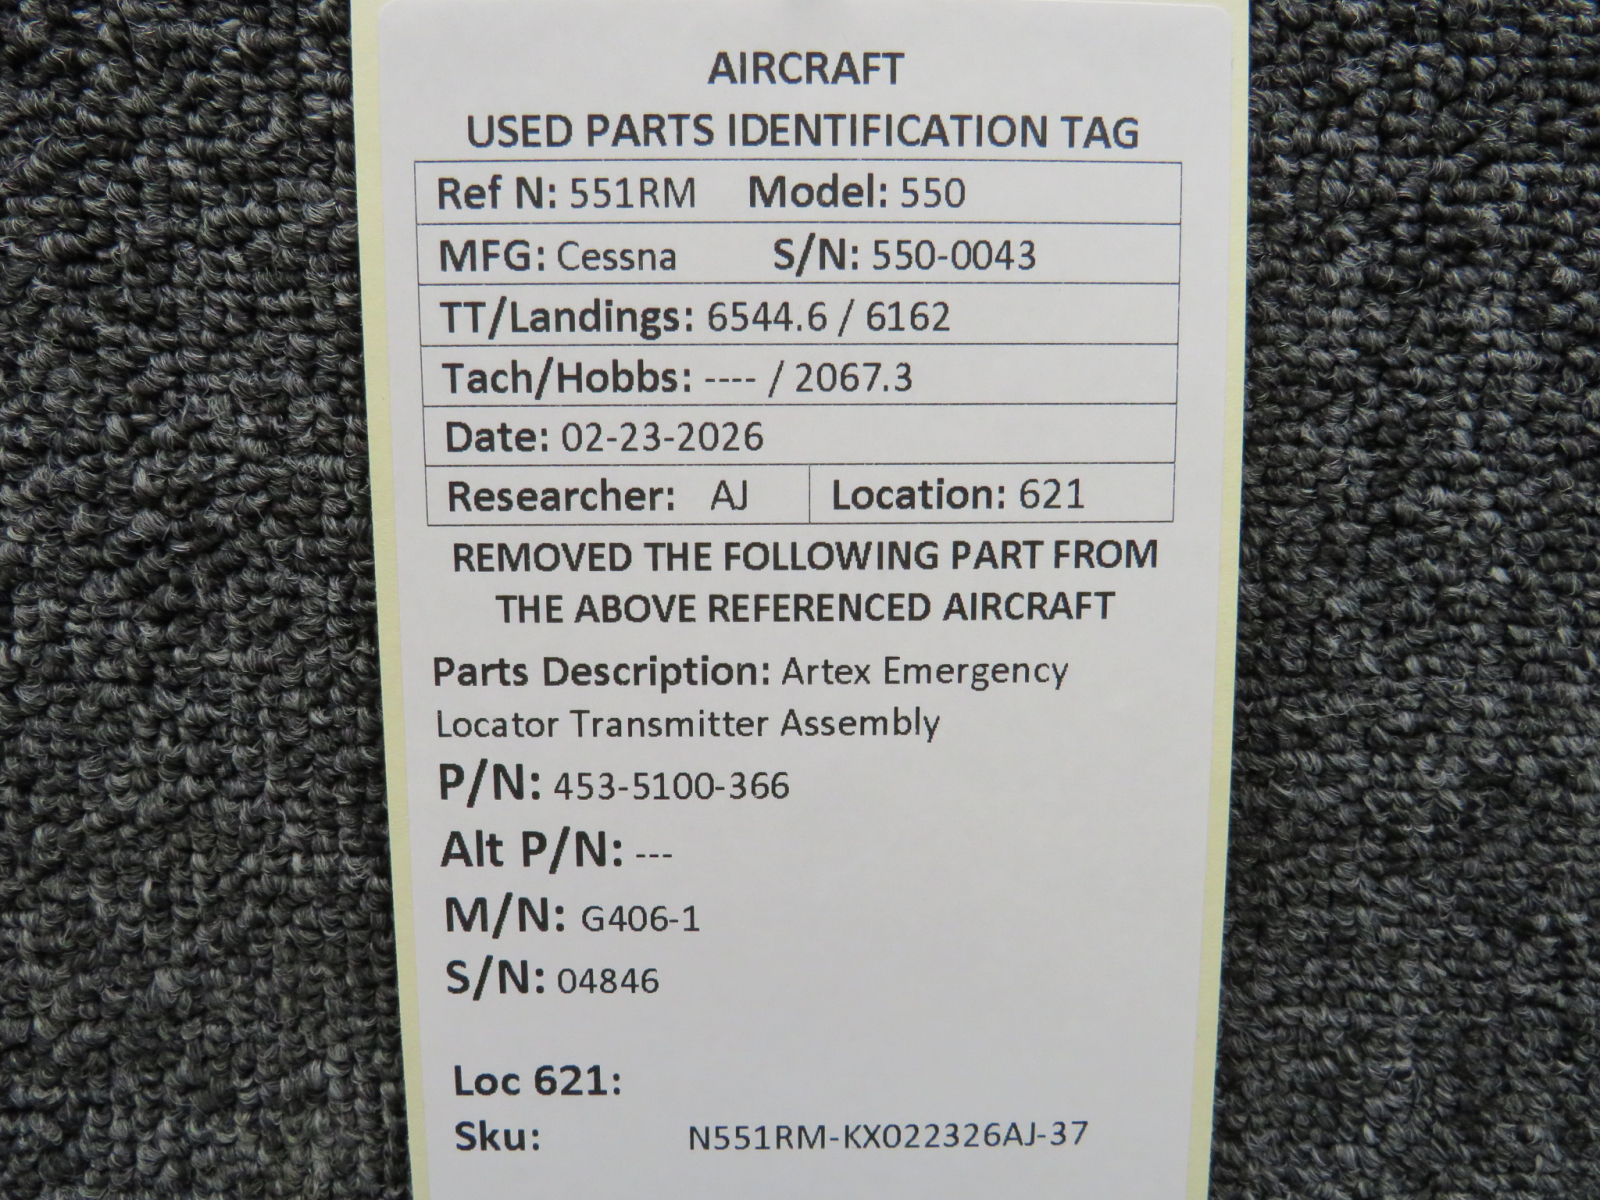 AIRCRAFT
USED PARTS IDENTIFICATION TAG
Ref N: 551RM Model: 550
MFG: Cessna S/N: 550-0043
TT/Landings: 6544.6 / 6162
Tach/Hobbs: ---- / 2067.3
Date: 02-23-2026
Researcher: AJ Location: 621
REMOVED THE FOLLOWING PART FROM
THE ABOVE REFERENCED AIRCRAFT
Parts Description: Artex Emergency
Locator Transmitter Assembly
P/N: 453-5100-366
Alt P/N: ---
M/N: G406-1
S/N: 04846
Loc 621:
Sku: N551RM-KX022326AJ-37